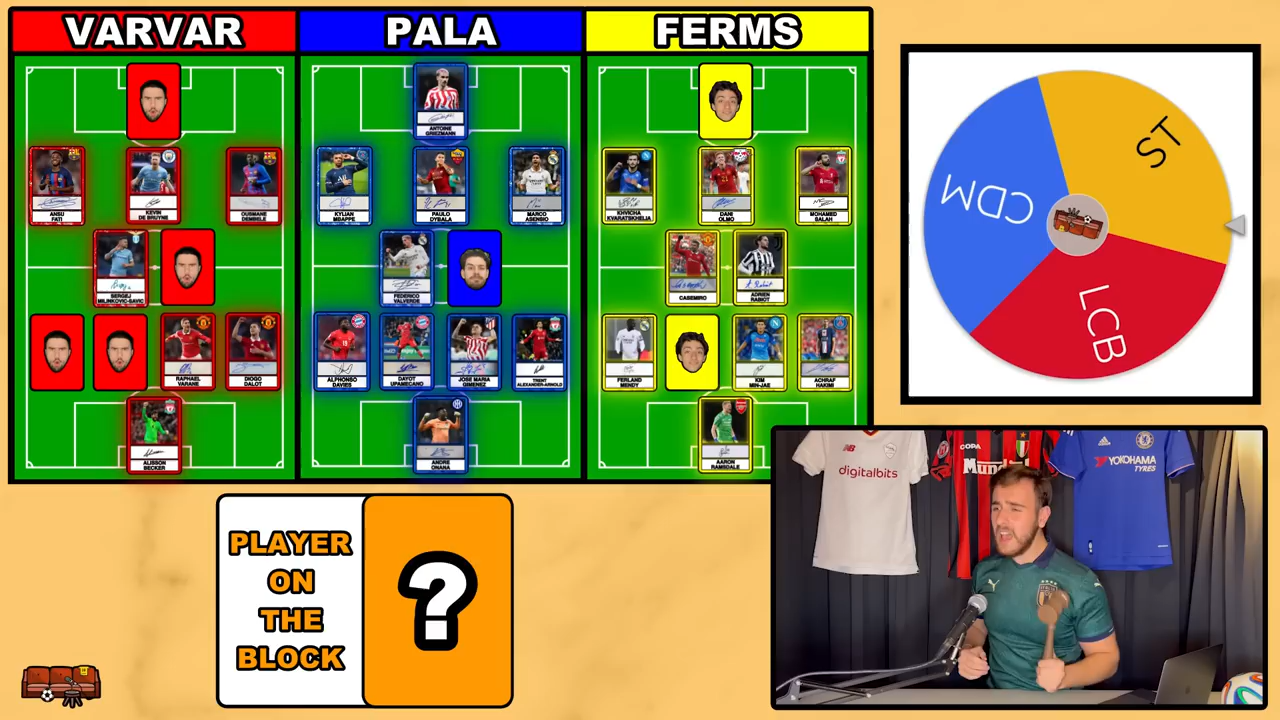 VARVAR
PALA
FERMS
ANTOINE
GRIEZMANN
ANSU
FATI
KEVIN
DE BRUYNE
OUSMANE
DEMBELE
KYLIAN
MBAPPE
PAULO
DYBALA
MARCO
ASENSIO
KHVICHA
KVARATSKHELIA
DANI
OLMO
MOHAMED
SALAH
SERGEJ
MILINKOVIC-SAVIC
FEDERICO
VALVERDE
CASEMIRO
ADRIEN
RABIOT
RAPHAEL
VARANE
DIOGO
DALOT
ALPHONSO
DAVIES
DAYOT
UPAMECANO
JOSE MARIA
GIMENEZ
TRENT
ALEXANDER-ARNOLD
FERLAND
MENDY
KIM
MIN-JAE
ACHRAF
HAKIMI
ALISSON
BECKER
ANDRE
ONANA
AARON
RAMSDALE
ST
CDM
LCB
PLAYER
ON
THE
BLOCK
?
NB
digitalbits
COPA
YOKOHAMA
TYRES
ITALIA